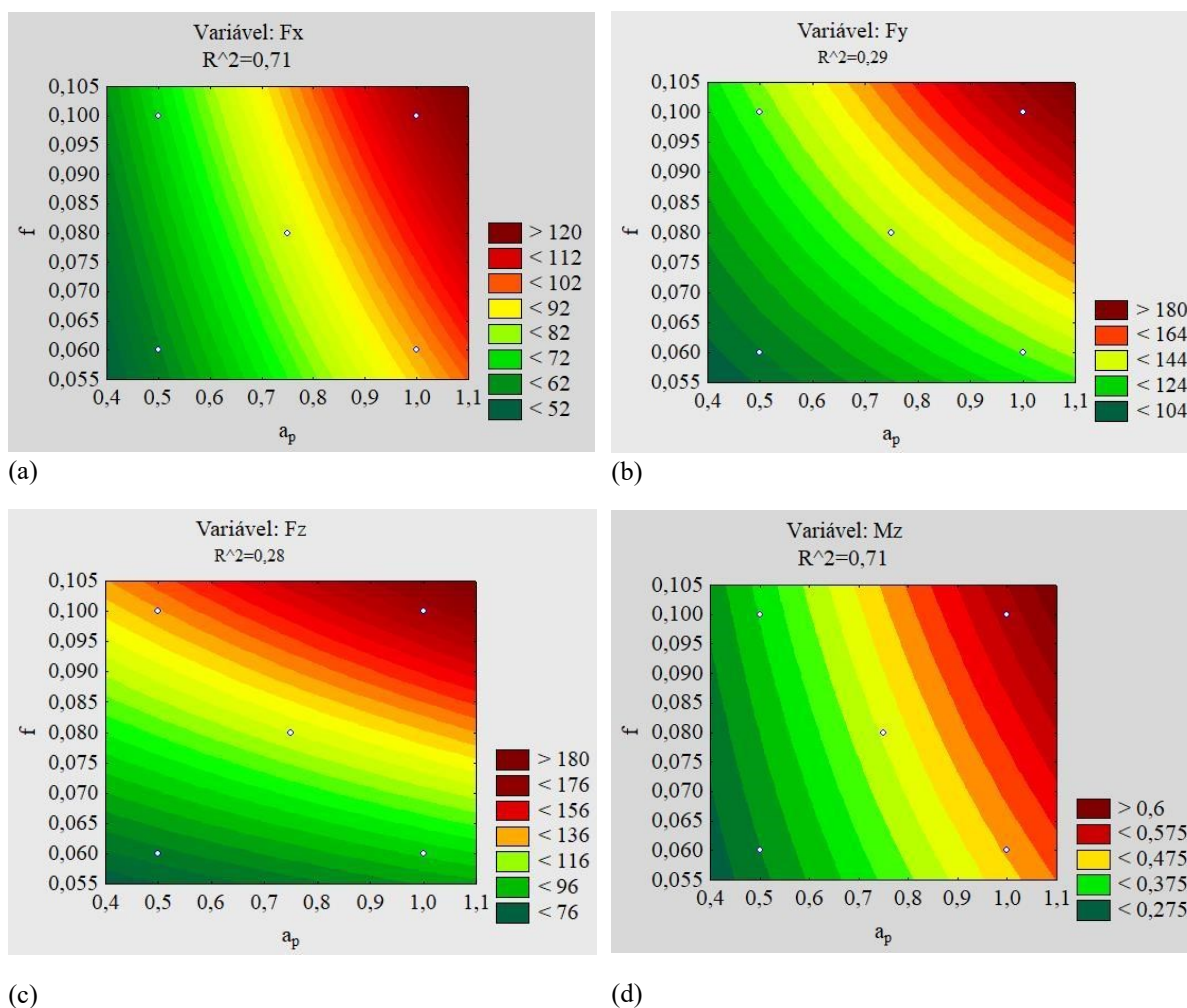 Variável: Fx
R^2=0,71
0,105
0,100
0,095
0,090
0,085
0,080
0,075
0,070
0,065
0,060
0,055
f
0,4 0,5 0,6 0,7 0,8 0,9 1,0 1,1
a_p
> 120
< 112
< 102
< 92
< 82
< 72
< 62
< 52
(a)
Variável: Fy
R^2=0,29
0,105
0,100
0,095
0,090
0,085
0,080
0,075
0,070
0,065
0,060
0,055
f
0,4 0,5 0,6 0,7 0,8 0,9 1,0 1,1
a_p
> 180
< 164
< 144
< 124
< 104
(b)
Variável: Fz
R^2=0,28
0,105
0,100
0,095
0,090
0,085
0,080
0,075
0,070
0,065
0,060
0,055
f
0,4 0,5 0,6 0,7 0,8 0,9 1,0 1,1
a_p
> 180
< 176
< 156
< 136
< 116
< 96
< 76
(c)
Variável: Mz
R^2=0,71
0,105
0,100
0,095
0,090
0,085
0,080
0,075
0,070
0,065
0,060
0,055
f
0,4 0,5 0,6 0,7 0,8 0,9 1,0 1,1
a_p
> 0,6
< 0,575
< 0,475
< 0,375
< 0,275
(d)